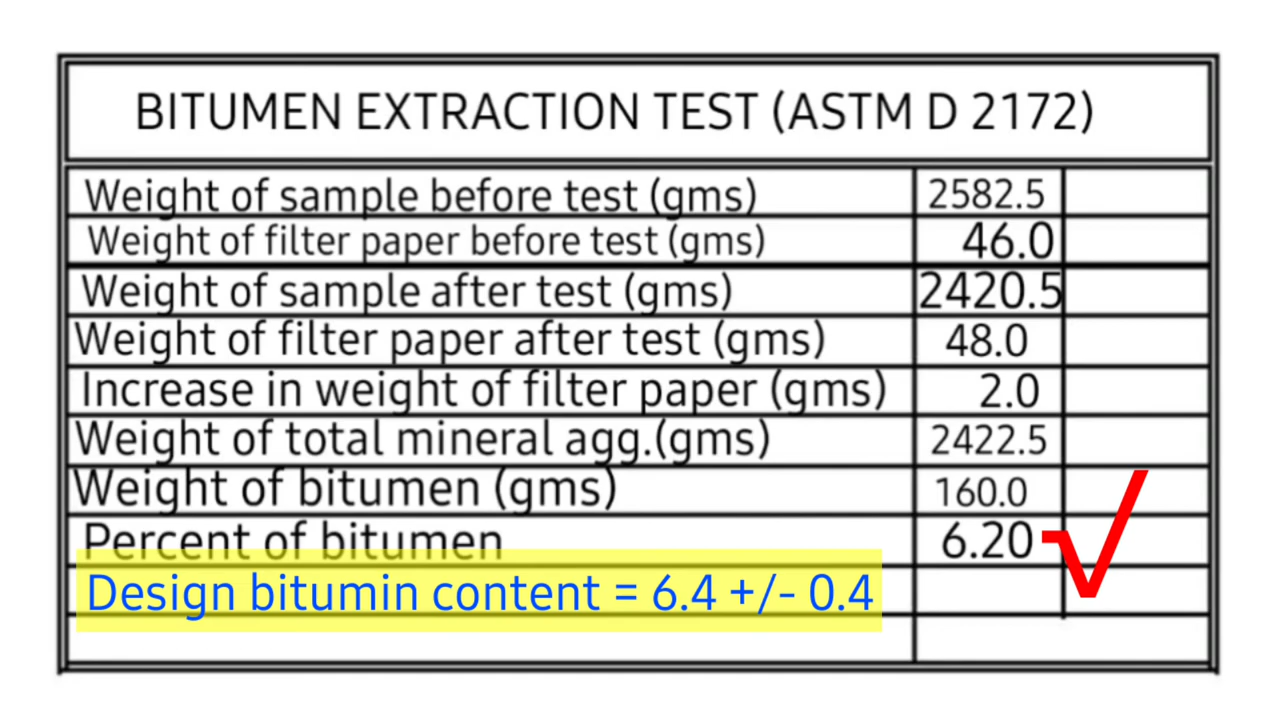 BITUMEN EXTRACTION TEST (ASTM D 2172)
Weight of sample before test (gms) 2582.5
Weight of filter paper before test (gms) 46.0
Weight of sample after test (gms) 2420.5
Weight of filter paper after test (gms) 48.0
Increase in weight of filter paper (gms) 2.0
Weight of total mineral agg.(gms) 2422.5
Weight of bitumen (gms) 160.0
Percent of bitumen 6.20 √
Design bitumin content = 6.4 +/- 0.4